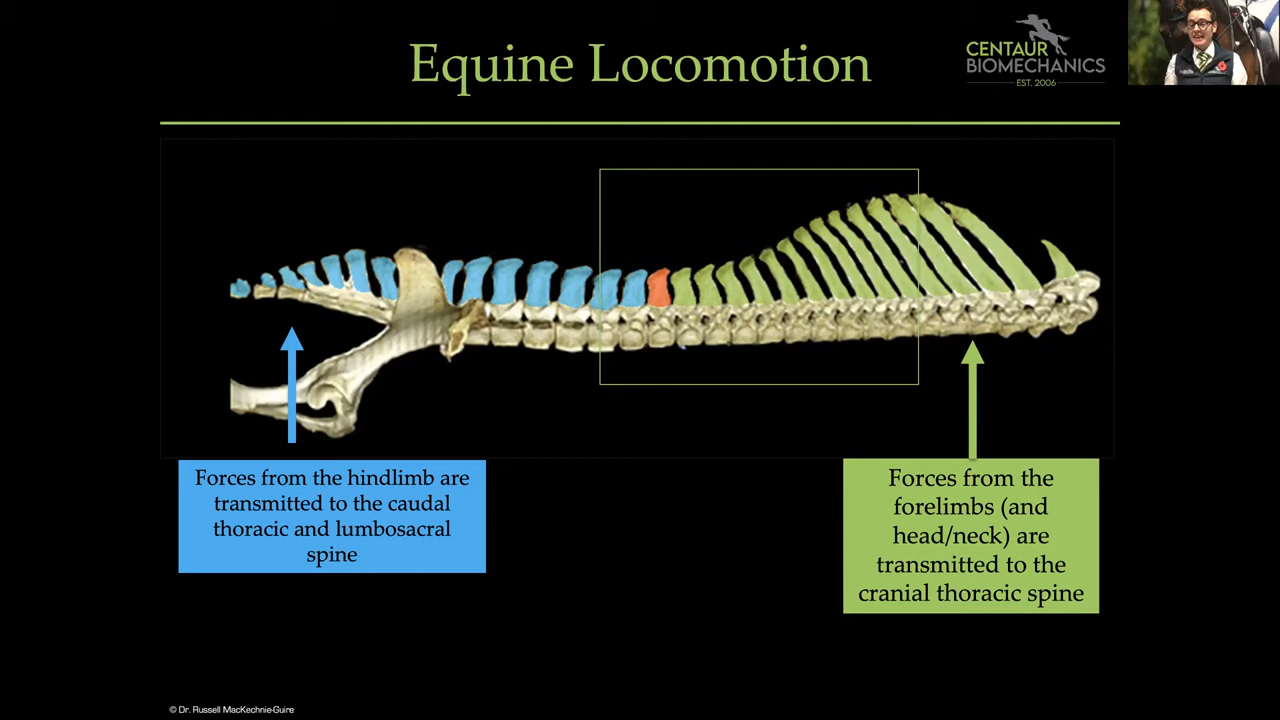 Equine Locomotion
CENTAUR
BIOMECHANICS
EST. 2006
Forces from the hindlimb are
transmitted to the caudal
thoracic and lumbosacral
spine
Forces from the
forelimbs (and
head/neck) are
transmitted to the
cranial thoracic spine
© Dr. Russell MacKechnie-Guire